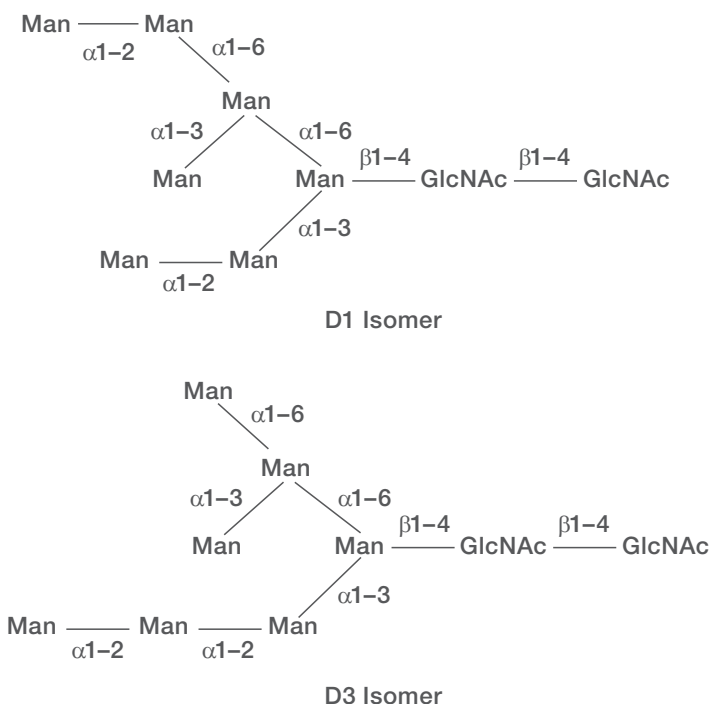 Man Man
α1–2 α1–6
Man
α1–3 α1–6
Man Man β1–4 GlcNAc β1–4 GlcNAc
α1–3
Man Man
α1–2
D1 Isomer
Man
α1–6
Man
α1–3 α1–6
Man Man β1–4 GlcNAc β1–4 GlcNAc
α1–3
Man Man Man
α1–2 α1–2
D3 Isomer